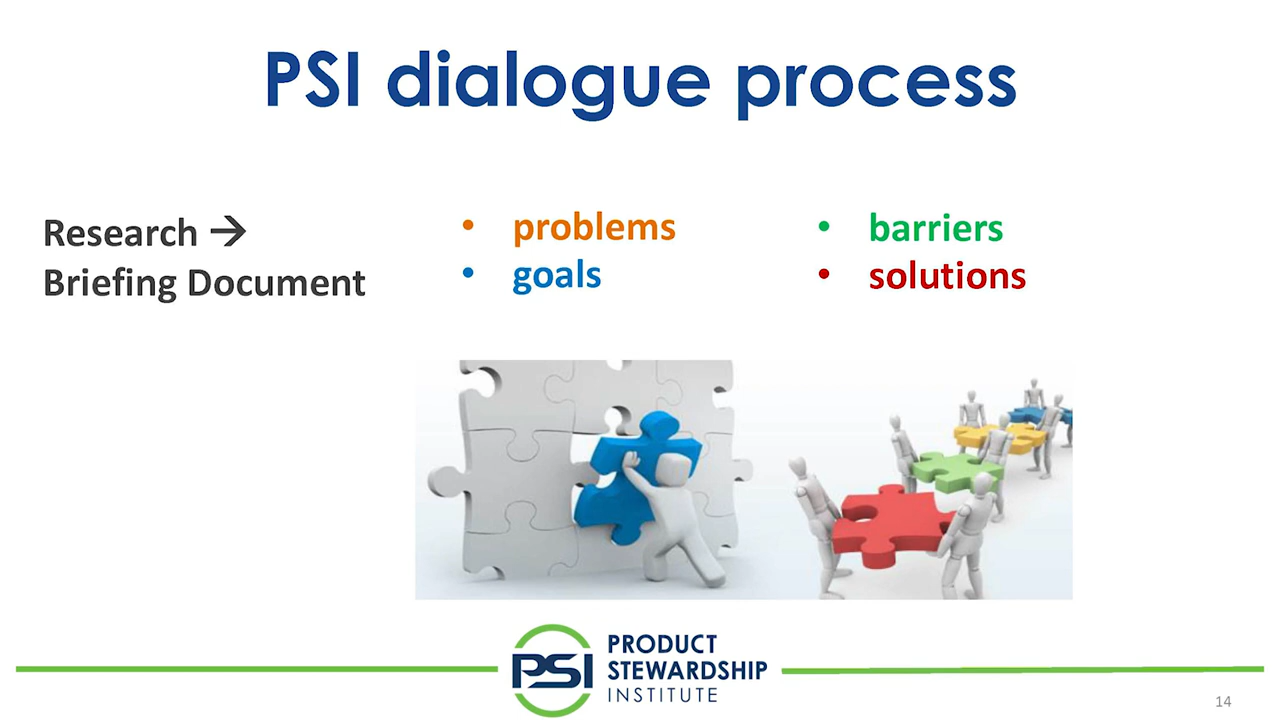 PSI dialogue process
Research →
Briefing Document
• problems
• goals
• barriers
• solutions
PSI
PRODUCT
STEWARDSHIP
INSTITUTE
14